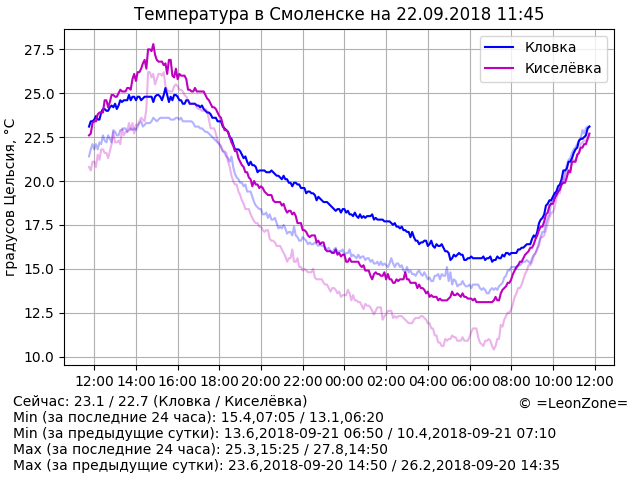 Температура в Смоленске на 22.09.2018 11:45
градусов Цельсия, °C
27.5
25.0
22.5
20.0
17.5
15.0
12.5
10.0
Кловка
Киселёвка
12:00 14:00 16:00 18:00 20:00 22:00 00:00 02:00 04:00 06:00 08:00 10:00 12:00
Сейчас: 23.1 / 22.7 (Кловка / Киселёвка)
© =LeonZone=
Min (за последние 24 часа): 15.4,07:05 / 13.1,06:20
Min (за предыдущие сутки): 13.6,2018-09-21 06:50 / 10.4,2018-09-21 07:10
Max (за последние 24 часа): 25.3,15:25 / 27.8,14:50
Max (за предыдущие сутки): 23.6,2018-09-20 14:50 / 26.2,2018-09-20 14:35